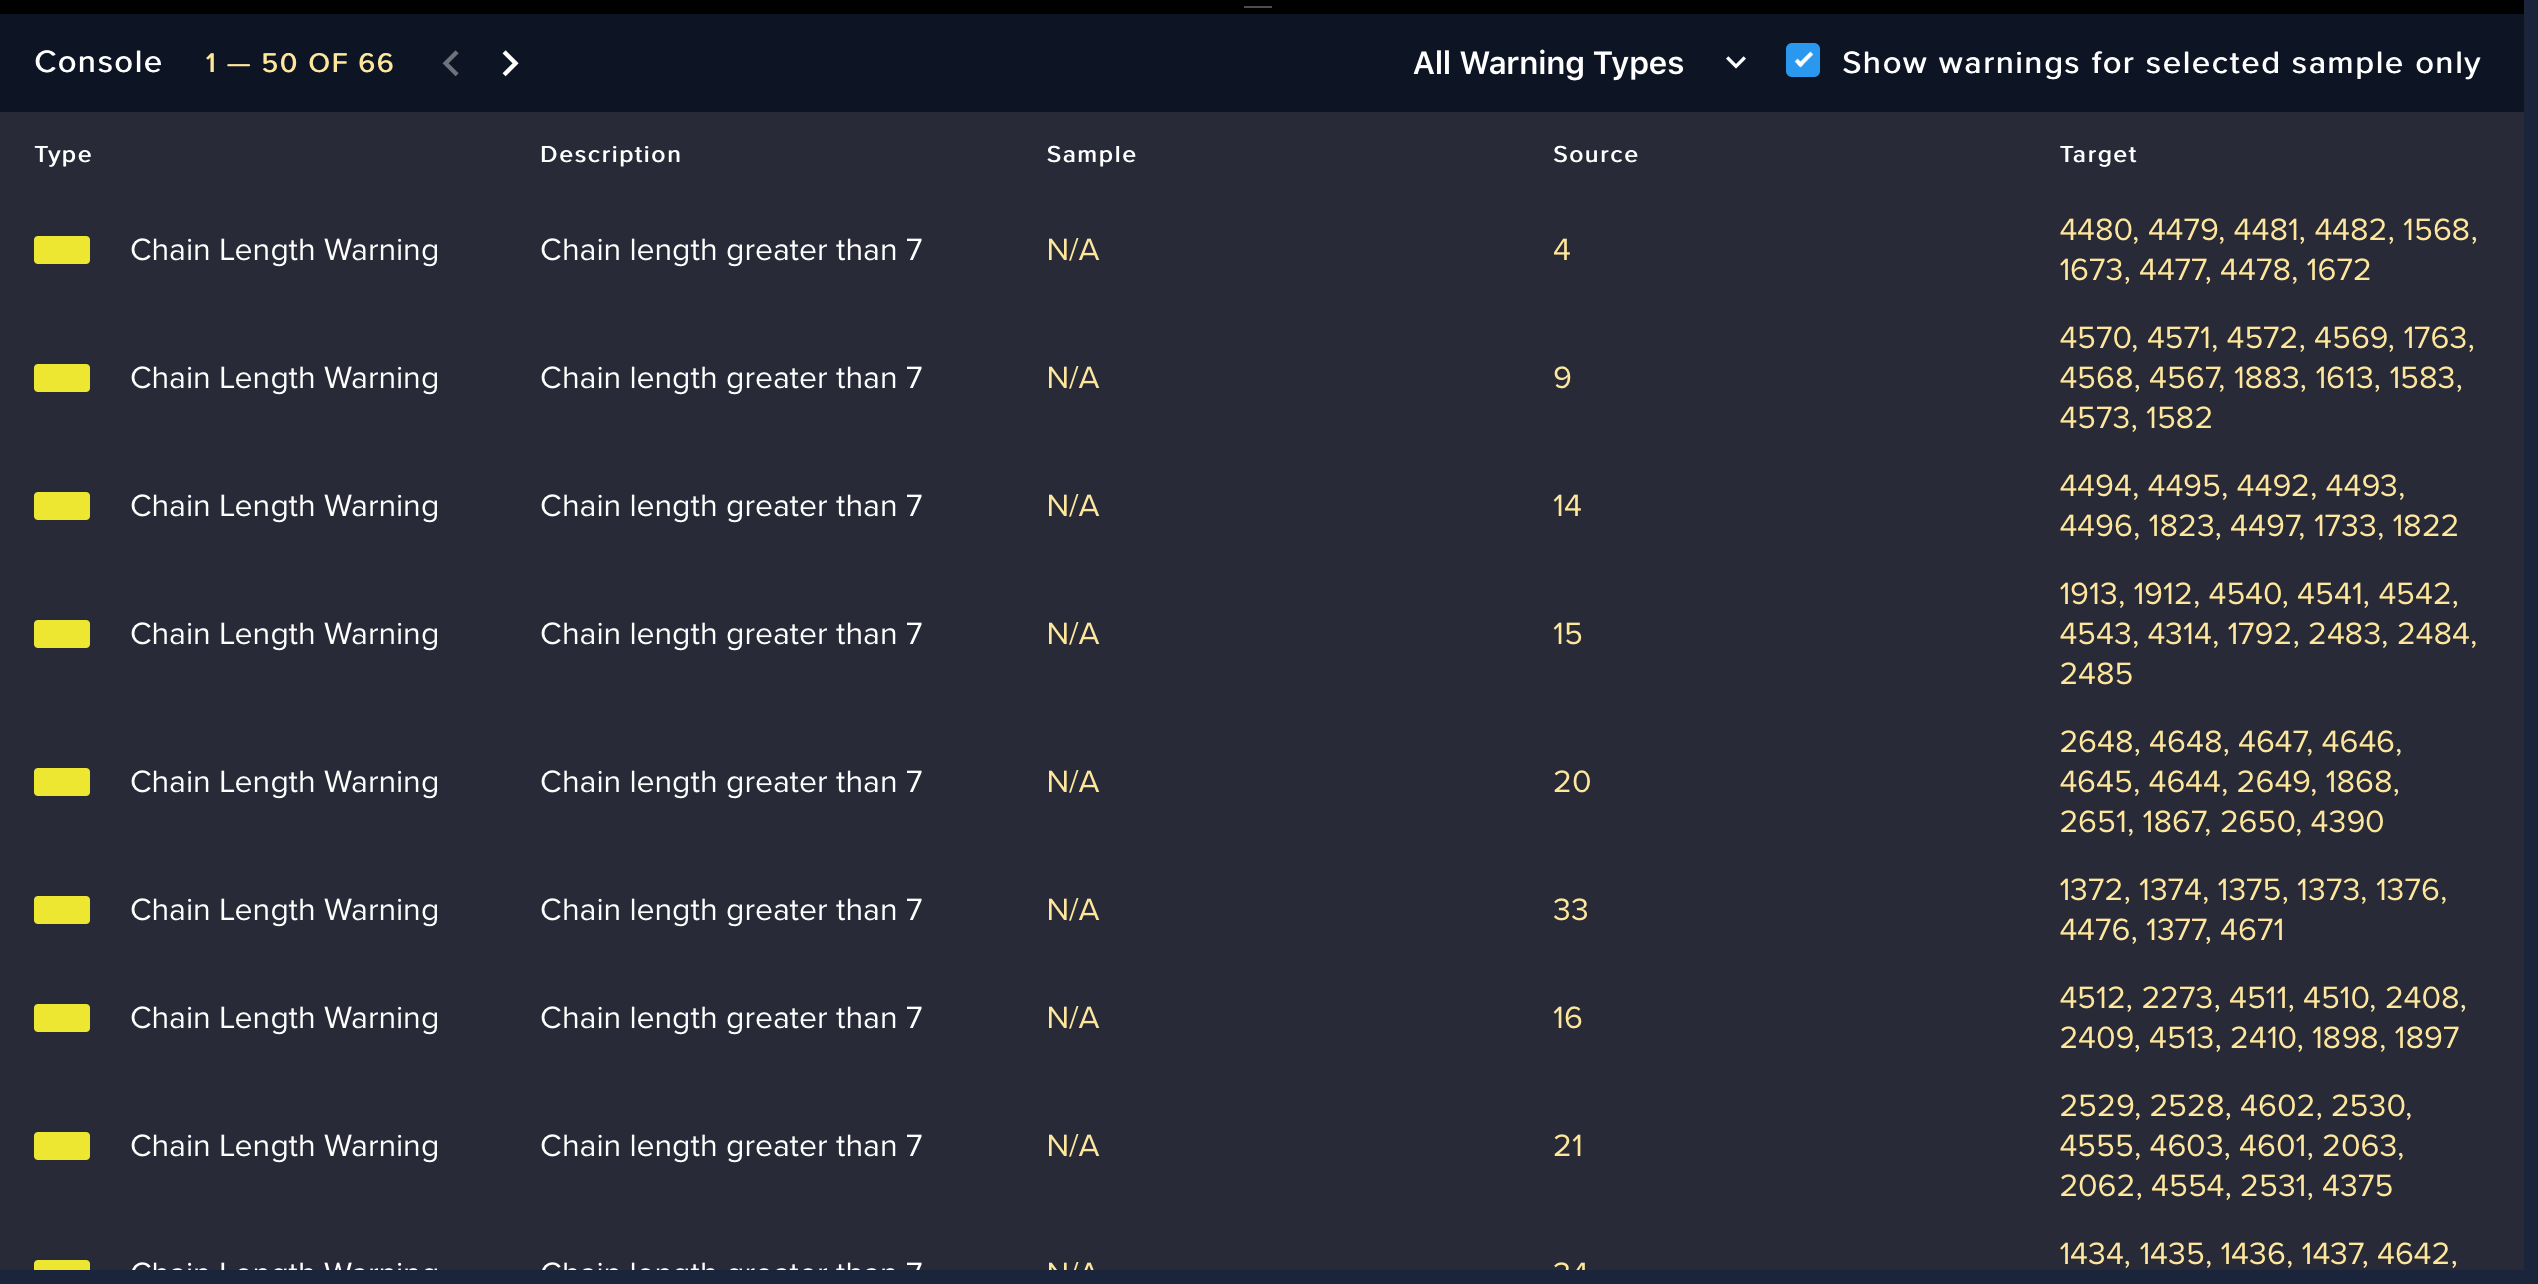 Console 1 — 50 OF 66 All Warning Types Show warnings for selected sample only
Type Description Sample Source Target
Chain Length Warning Chain length greater than 7 N/A 4 4480, 4479, 4481, 4482, 1568,
1673, 4477, 4478, 1672
Chain Length Warning Chain length greater than 7 N/A 9 4570, 4571, 4572, 4569, 1763,
4568, 4567, 1883, 1613, 1583,
4573, 1582
Chain Length Warning Chain length greater than 7 N/A 14 4494, 4495, 4492, 4493,
4496, 1823, 4497, 1733, 1822
Chain Length Warning Chain length greater than 7 N/A 15 1913, 1912, 4540, 4541, 4542,
4543, 4314, 1792, 2483, 2484,
2485
Chain Length Warning Chain length greater than 7 N/A 20 2648, 4648, 4647, 4646,
4645, 4644, 2649, 1868,
2651, 1867, 2650, 4390
Chain Length Warning Chain length greater than 7 N/A 33 1372, 1374, 1375, 1373, 1376,
4476, 1377, 4671
Chain Length Warning Chain length greater than 7 N/A 16 4512, 2273, 4511, 4510, 2408,
2409, 4513, 2410, 1898, 1897
Chain Length Warning Chain length greater than 7 N/A 21 2529, 2528, 4602, 2530,
4555, 4603, 4601, 2063,
2062, 4554, 2531, 4375
Chain Length Warning Chain length greater than 7 N/A 1434, 1435, 1436, 1437, 4642,